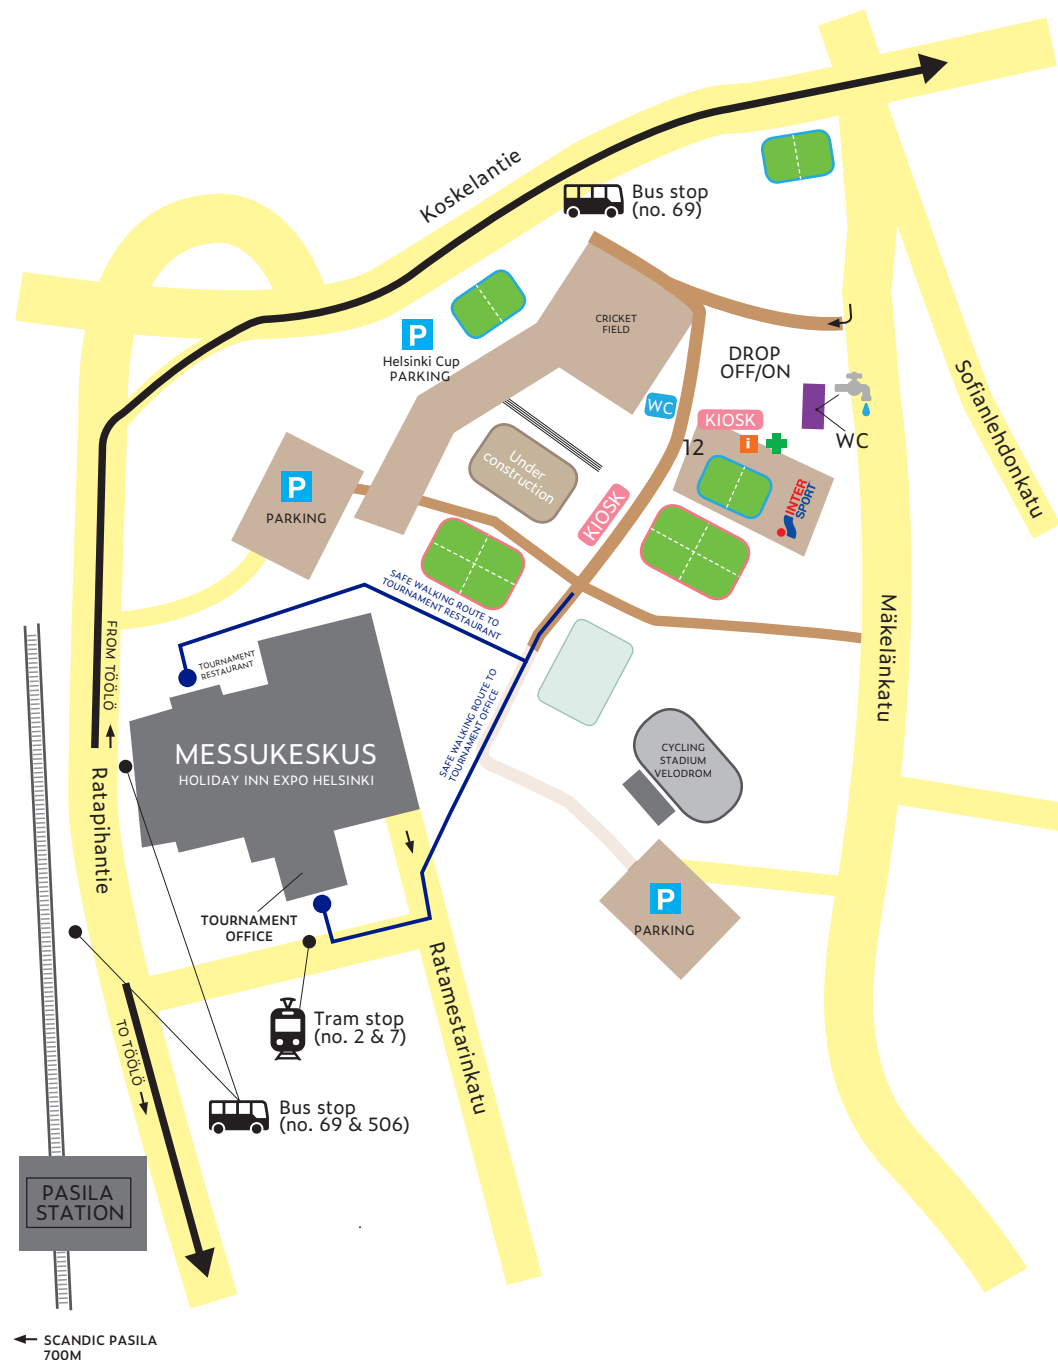 Koskelantie
Bus stop
(no. 69)
CRICKET
FIELD
P
Helsinki Cup
PARKING
DROP
OFF/ON
Sofianlehdonkatu
WC
KIOSK
12
i
WC
Under
construction
INTER
SPORT
KIOSK
P
PARKING
SAFE WALKING ROUTE TO
TOURNAMENT RESTAURANT
Mäkelänkatu
FROM TÖÖLÖ
TOURNAMENT
RESTAURANT
SAFE WALKING ROUTE TO
TOURNAMENT OFFICE
MESSUKESKUS
HOLIDAY INN EXPO HELSINKI
CYCLING
STADIUM
VELODROM
Ratapihantie
P
PARKING
TOURNAMENT
OFFICE
Ratamestarinkatu
Tram stop
(no. 2 & 7)
TO TÖÖLÖ
Bus stop
(no. 69 & 506)
PASILA
STATION
SCANDIC PASILA
700M